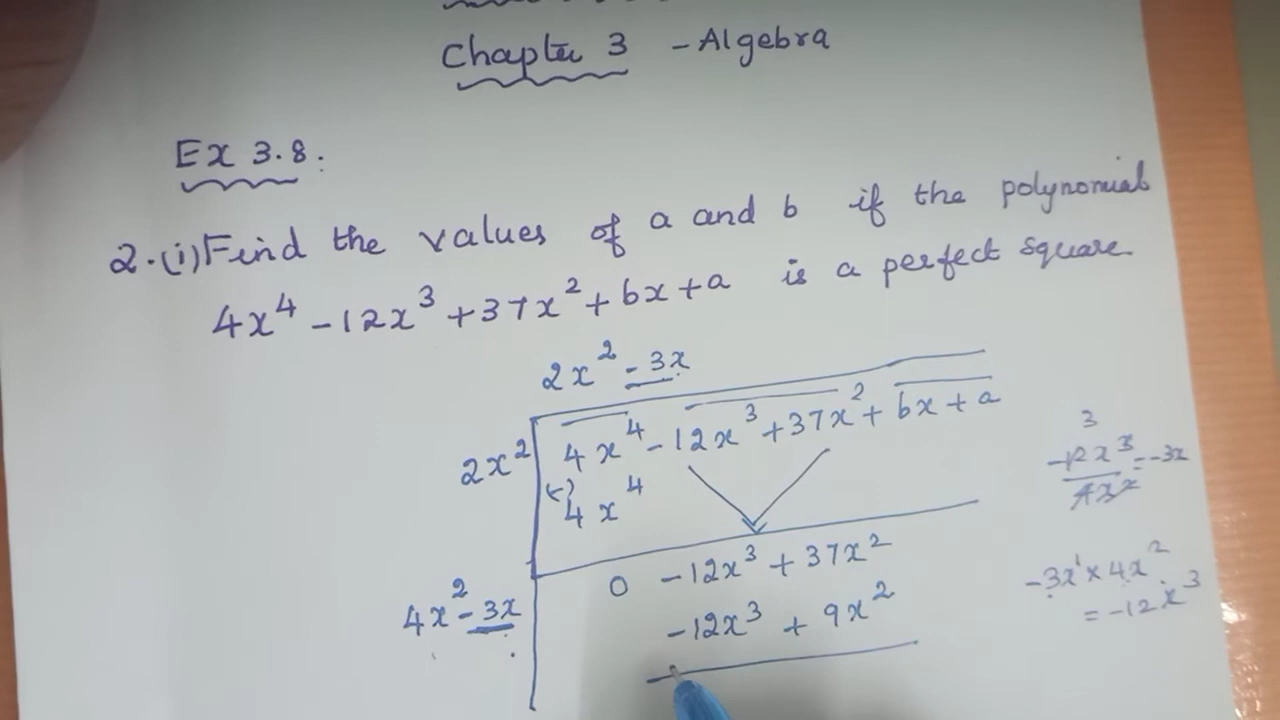 Chapter 3 - Algebra
Ex 3.8.
2.(i) Find the values of a and b if the polynomial
4x⁴ - 12x³ + 37x² + bx + a is a perfect square.
2x² - 3x
2x² 4x⁴ - 12x³ + 37x² + bx + a
(-)
4x⁴
3
-12x³/4x² = -3x
0 -12x³ + 37x²
4x² - 3x -12x³ + 9x²
-3x¹ × 4x²
= -12x³